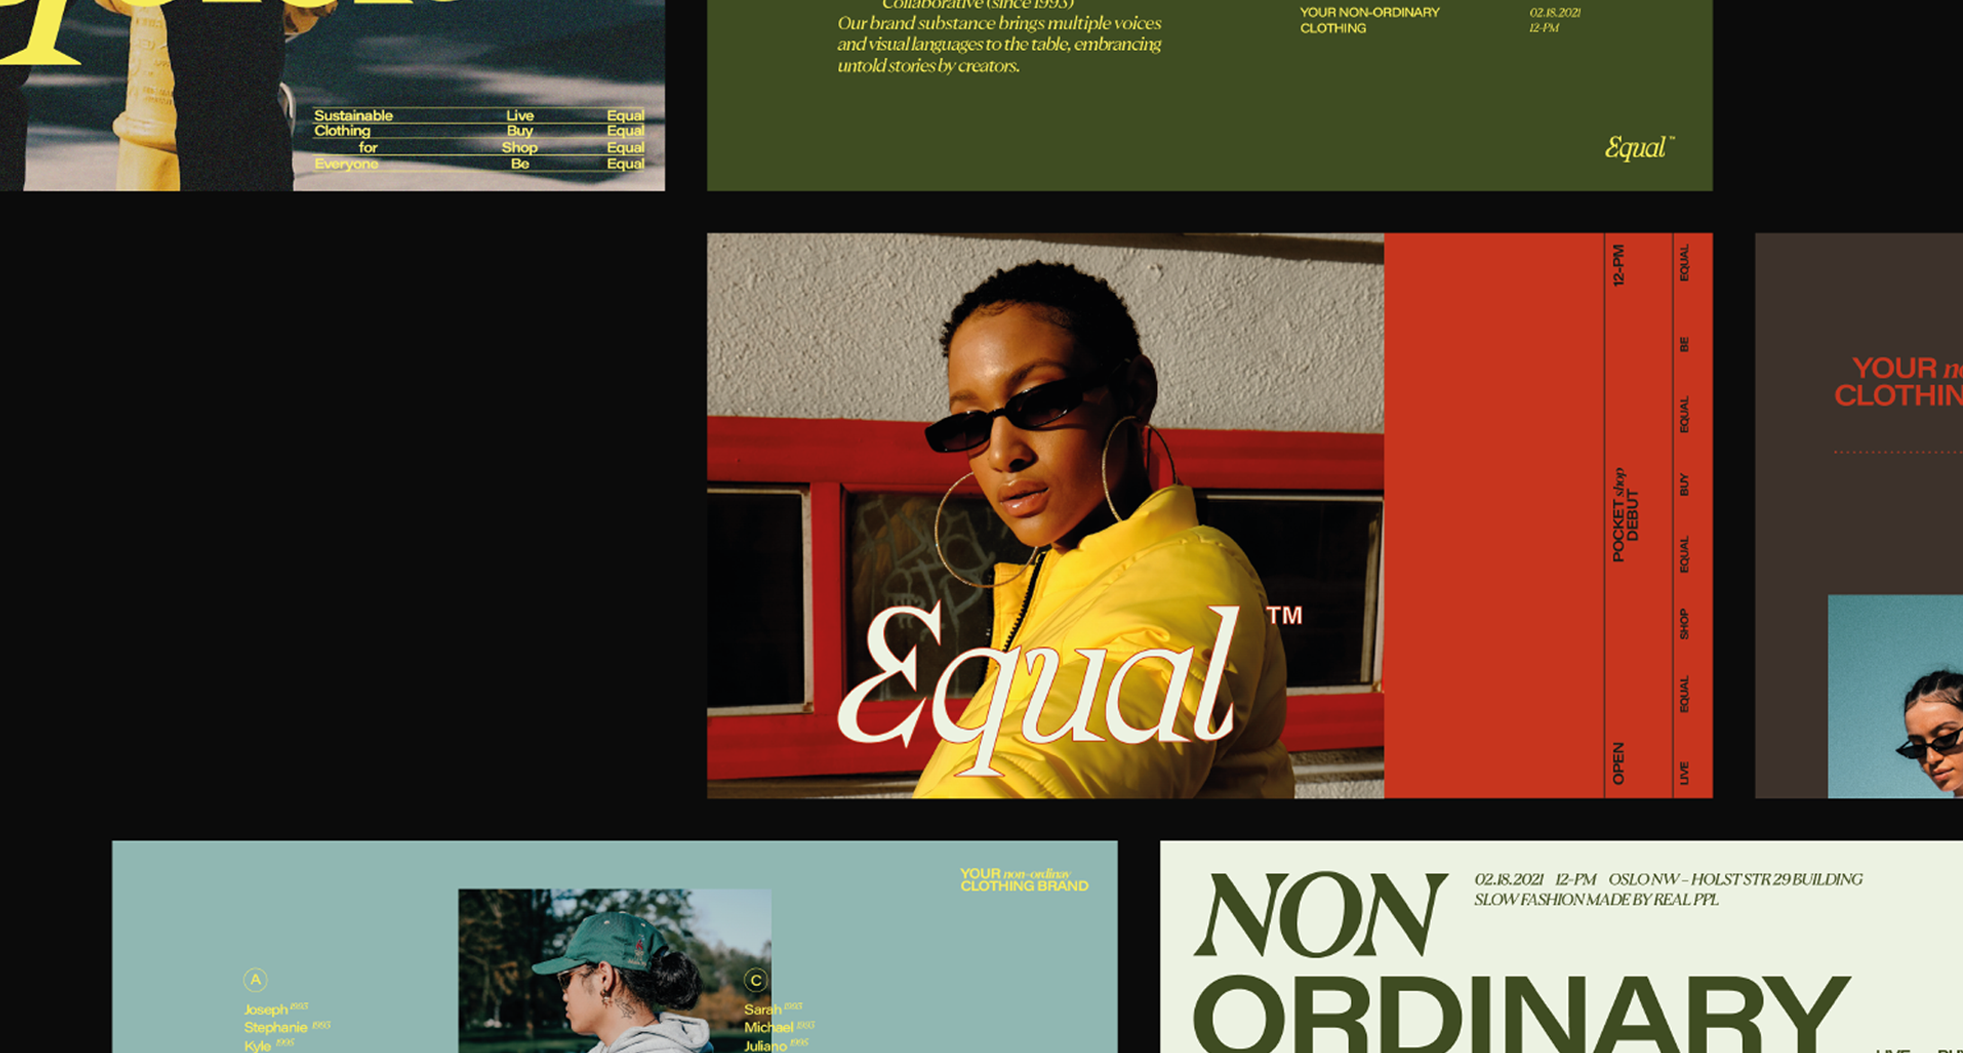 Sustainable Live Equal
Clothing Buy Equal
for Shop Equal
Everyone Be Equal
Collaborative (since 1993)
Our brand substance brings multiple voices
and visual languages to the table, embrancing
untold stories by creators.
YOUR NON-ORDINARY
CLOTHING
02.18.2021
12-PM
Equal™
Equal™
OPEN POCKET shop DEBUT 12-PM
LIVE EQUAL SHOP EQUAL BUY EQUAL BE EQUAL
YOUR
CLOTHIN
YOUR non-ordinay
CLOTHING BRAND
A
Joseph 1993
Stephanie 1993
Kyle 1995
C
Sarah 1993
Michael 1993
Juliano 1995
NON
ORDINARY
02.18.2021 12-PM OSLO NW – HOLST STR 29 BUILDING
SLOW FASHION MADE BY REAL PPL